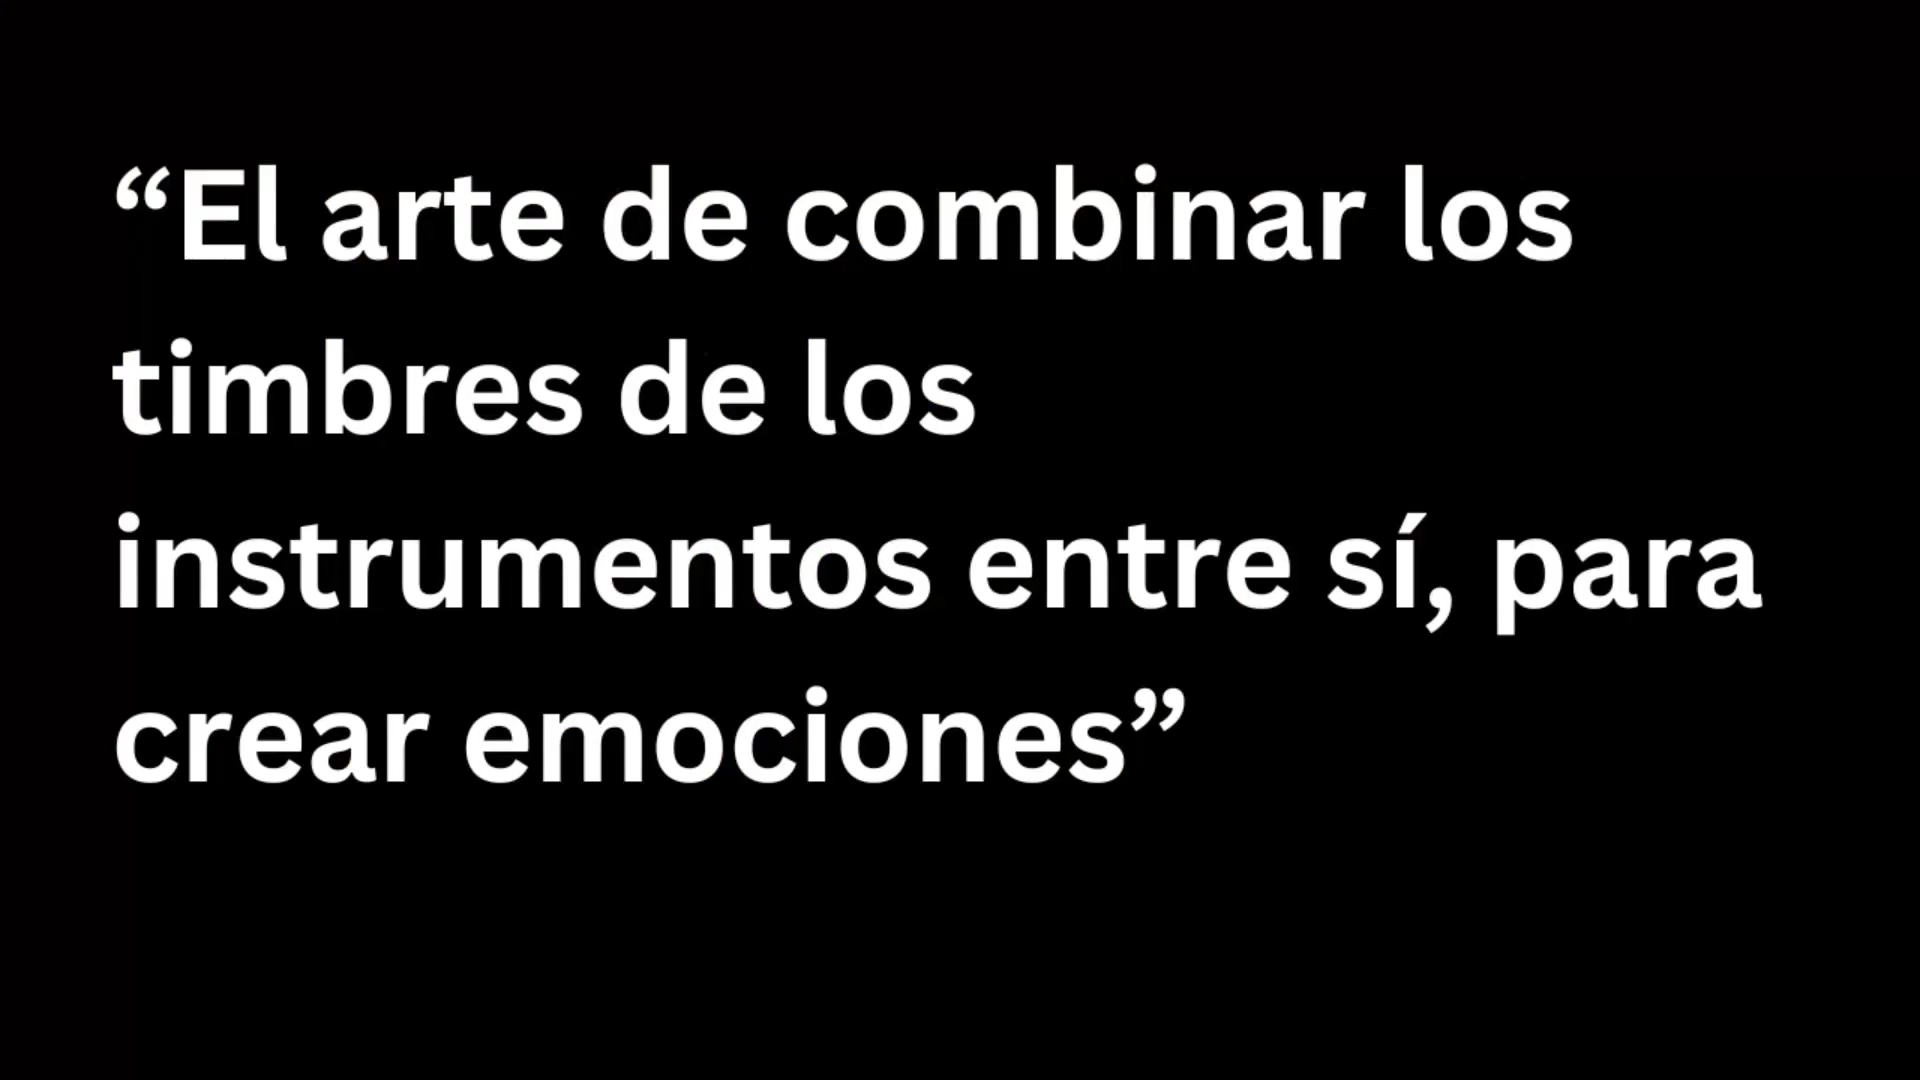 “El arte de combinar los
timbres de los
instrumentos entre sí, para
crear emociones”